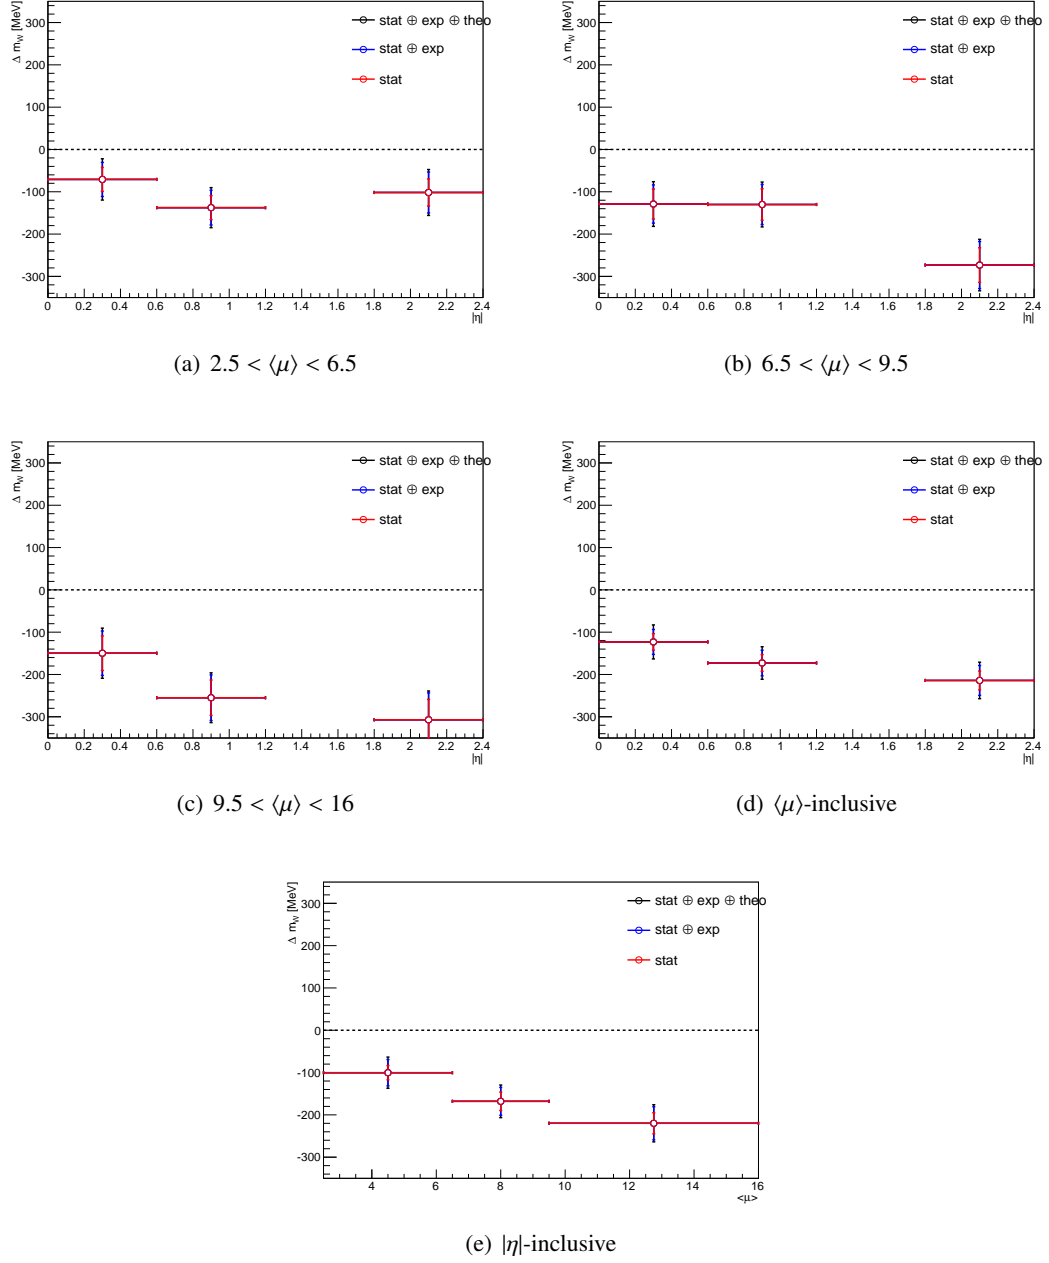 Δ m_W [MeV]
stat ⊕ exp ⊕ theo
stat ⊕ exp
stat
300
200
100
0
-100
-200
-300
0 0.2 0.4 0.6 0.8 1 1.2 1.4 1.6 1.8 2 2.2 2.4
|η|
(a) 2.5 < ⟨μ⟩ < 6.5
Δ m_W [MeV]
stat ⊕ exp ⊕ theo
stat ⊕ exp
stat
300
200
100
0
-100
-200
-300
0 0.2 0.4 0.6 0.8 1 1.2 1.4 1.6 1.8 2 2.2 2.4
|η|
(b) 6.5 < ⟨μ⟩ < 9.5
Δ m_W [MeV]
stat ⊕ exp ⊕ theo
stat ⊕ exp
stat
300
200
100
0
-100
-200
-300
0 0.2 0.4 0.6 0.8 1 1.2 1.4 1.6 1.8 2 2.2 2.4
|η|
(c) 9.5 < ⟨μ⟩ < 16
Δ m_W [MeV]
stat ⊕ exp ⊕ theo
stat ⊕ exp
stat
300
200
100
0
-100
-200
-300
0 0.2 0.4 0.6 0.8 1 1.2 1.4 1.6 1.8 2 2.2 2.4
|η|
(d) ⟨μ⟩-inclusive
Δ m_W [MeV]
stat ⊕ exp ⊕ theo
stat ⊕ exp
stat
300
200
100
0
-100
-200
-300
4 6 8 10 12 14 16
<μ>
(e) |η|-inclusive